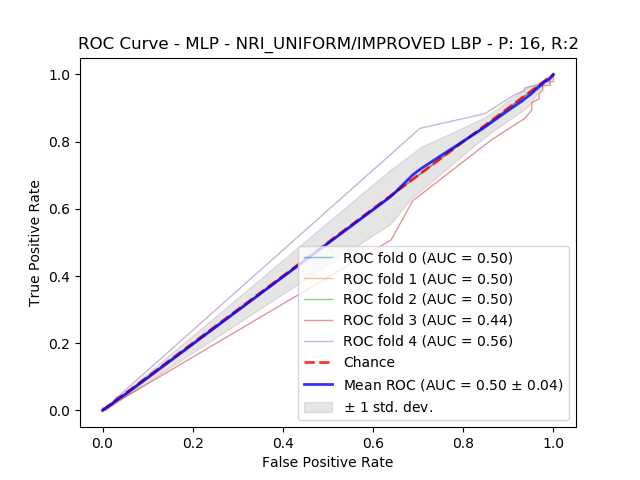 ROC Curve - MLP - NRI_UNIFORM/IMPROVED LBP - P: 16, R:2
True Positive Rate
1.0
0.8
0.6
0.4
0.2
0.0
ROC fold 0 (AUC = 0.50)
ROC fold 1 (AUC = 0.50)
ROC fold 2 (AUC = 0.50)
ROC fold 3 (AUC = 0.44)
ROC fold 4 (AUC = 0.56)
Chance
Mean ROC (AUC = 0.50 ± 0.04)
± 1 std. dev.
0.0 0.2 0.4 0.6 0.8 1.0
False Positive Rate